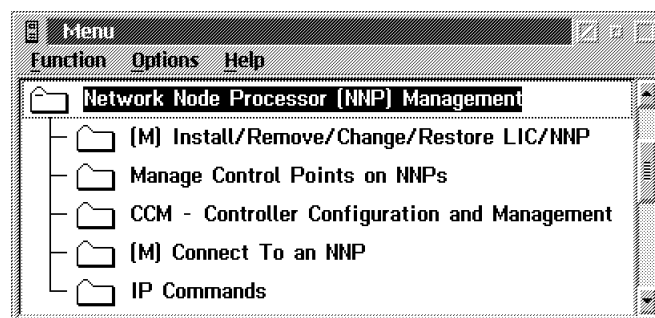 Menu
Function Options Help
Network Node Processor (NNP) Management
(M) Install/Remove/Change/Restore LIC/NNP
Manage Control Points on NNPs
CCM - Controller Configuration and Management
(M) Connect To an NNP
IP Commands